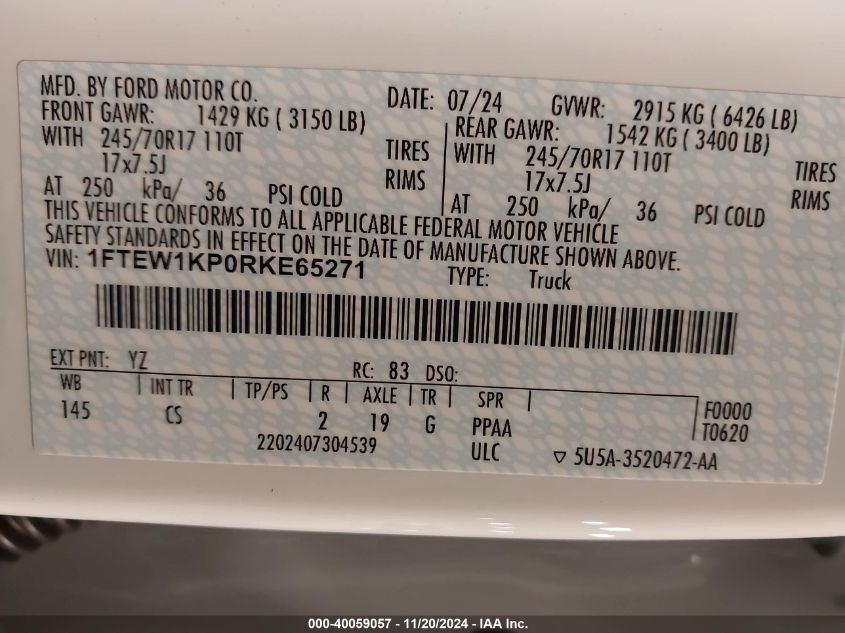 MFD. BY FORD MOTOR CO. DATE: 07/24 GVWR: 2915 KG ( 6426 LB)
FRONT GAWR: 1429 KG ( 3150 LB) REAR GAWR: 1542 KG ( 3400 LB)
WITH 245/70R17 110T TIRES WITH 245/70R17 110T TIRES
17x7.5J RIMS 17x7.5J RIMS
AT 250 kPa/ 36 PSI COLD AT 250 kPa/ 36 PSI COLD
THIS VEHICLE CONFORMS TO ALL APPLICABLE FEDERAL MOTOR VEHICLE
SAFETY STANDARDS IN EFFECT ON THE DATE OF MANUFACTURE SHOWN ABOVE.
VIN: 1FTEW1KP0RKE65271 TYPE: Truck
EXT PNT: YZ RC: 83 DSO:
WB INT TR TP/PS R AXLE TR SPR F0000
145 CS 2 19 G PPAA T0620
2202407304539 ULC ▽ 5U5A-3520472-AA
000-40059057 - 11/20/2024 - IAA Inc.